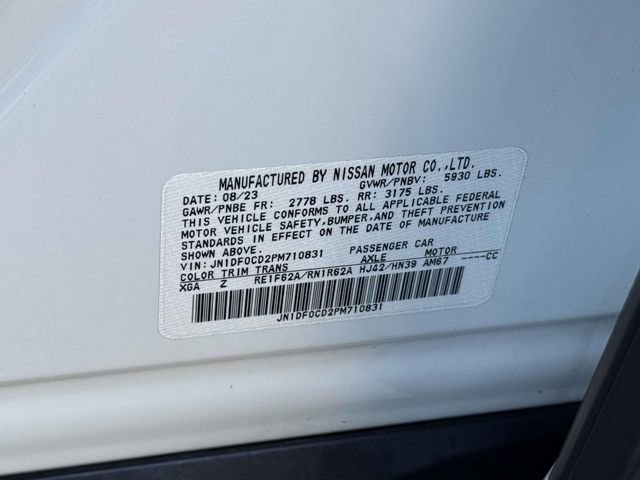 MANUFACTURED BY NISSAN MOTOR CO.,LTD.
DATE: 08/23 GVWR/PNBV: 5930 LBS.
GAWR/PNBE FR: 2778 LBS. RR: 3175 LBS.
THIS VEHICLE CONFORMS TO ALL APPLICABLE FEDERAL
MOTOR VEHICLE SAFETY,BUMPER,AND THEFT PREVENTION
STANDARDS IN EFFECT ON THE DATE OF MANUFACTURE
SHOWN ABOVE.
VIN: JN1DF0CD2PM710831 PASSENGER CAR
COLOR TRIM TRANS AXLE MOTOR
XGA Z RE1F62A/RN1R62A HJ42/HN39 AM67 ----CC
JN1DF0CD2PM710831